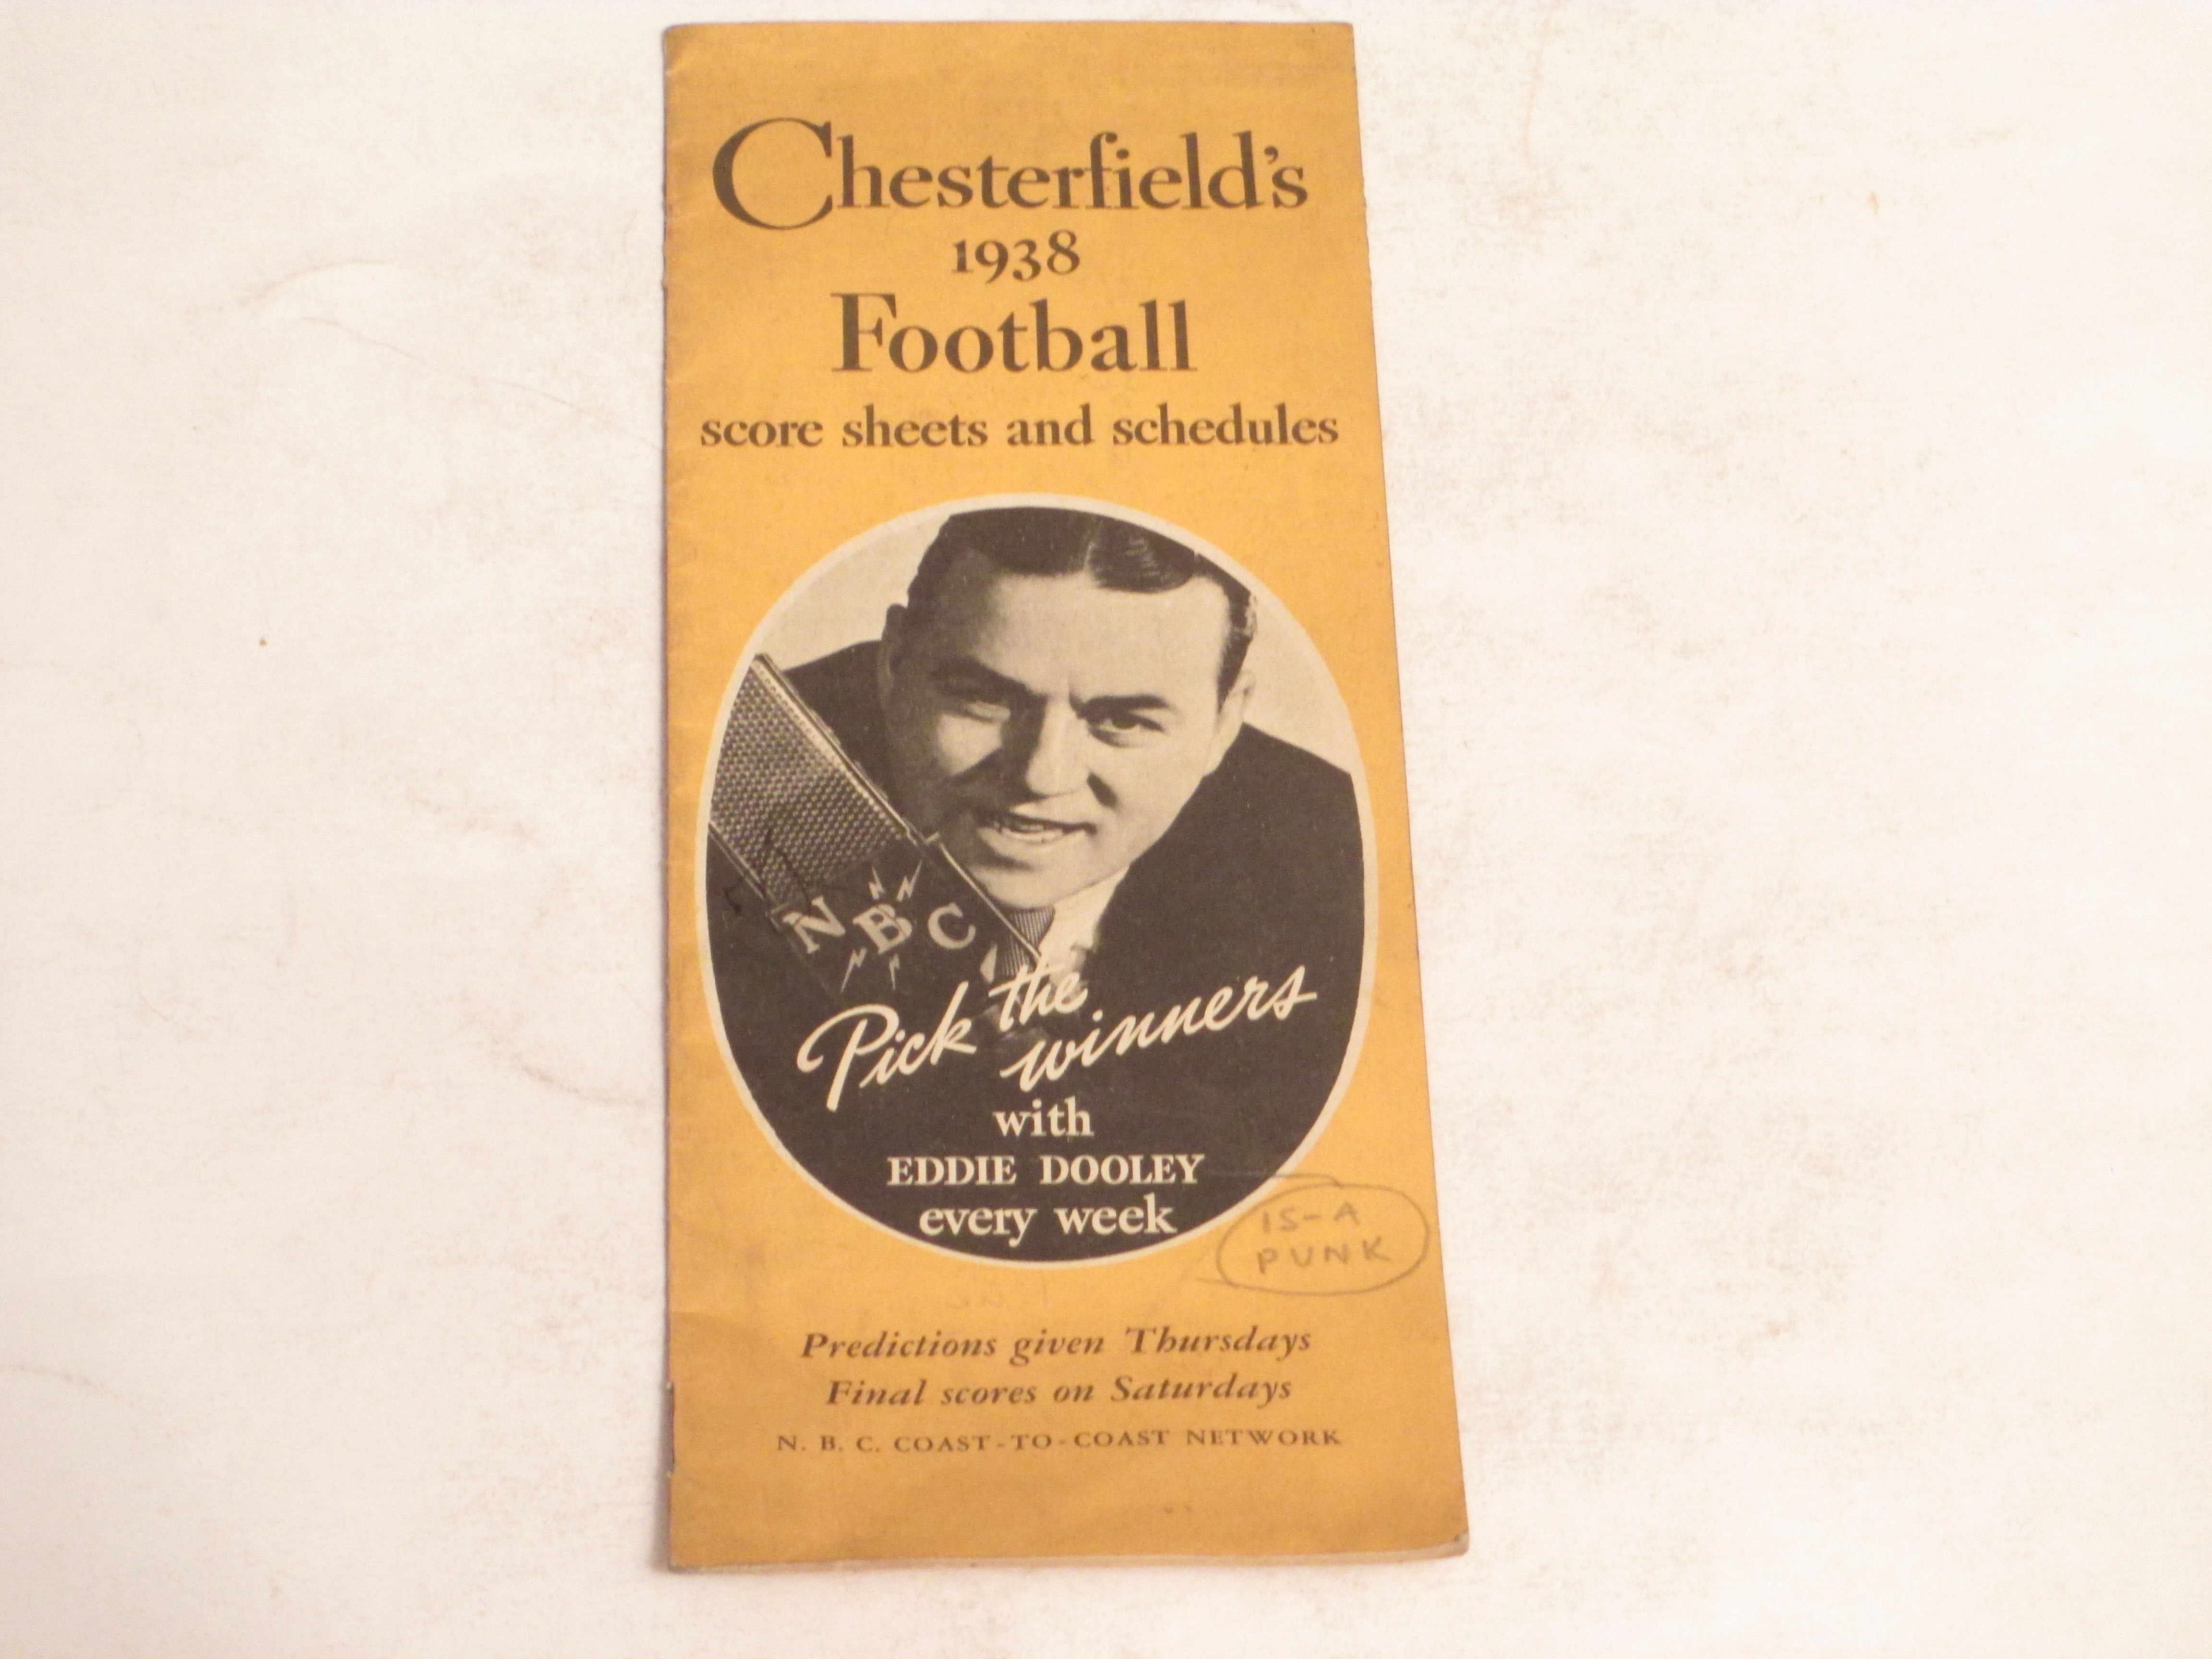 Chesterfield's
1938
Football
score sheets and schedules
NBC
Pick the
winners
with
EDDIE DOOLEY
every week
IS-A
PUNK
Predictions given Thursdays
Final scores on Saturdays
N. B. C. COAST-TO-COAST NETWORK